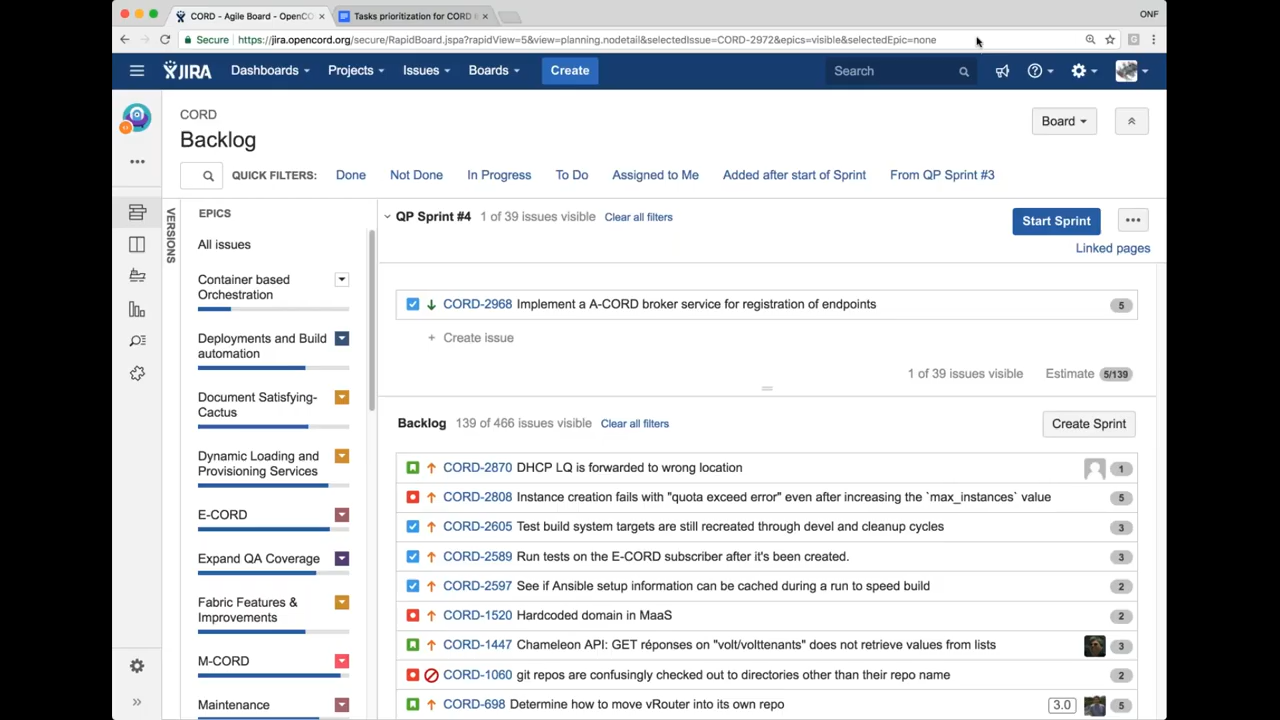 CORD - Agile Board - OpenCO
Tasks prioritization for CORD
ONF
Secure https://jira.opencord.org/secure/RapidBoard.jspa?rapidView=5&view=planning.nodetail&selectedIssue=CORD-2972&epics=visible&selectedEpic=none
JIRA Dashboards Projects Issues Boards Create Search
CORD
Backlog
Board
QUICK FILTERS: Done Not Done In Progress To Do Assigned to Me Added after start of Sprint From QP Sprint #3
VERSIONS
EPICS
All issues
Container based
Orchestration
Deployments and Build
automation
Document Satisfying-
Cactus
Dynamic Loading and
Provisioning Services
E-CORD
Expand QA Coverage
Fabric Features &
Improvements
M-CORD
Maintenance
QP Sprint #4 1 of 39 issues visible Clear all filters
Start Sprint
Linked pages
CORD-2968 Implement a A-CORD broker service for registration of endpoints 5
+ Create issue
1 of 39 issues visible Estimate 5/139
Backlog 139 of 466 issues visible Clear all filters Create Sprint
CORD-2870 DHCP LQ is forwarded to wrong location 1
CORD-2808 Instance creation fails with "quota exceed error" even after increasing the `max_instances` value 5
CORD-2605 Test build system targets are still recreated through devel and cleanup cycles 3
CORD-2589 Run tests on the E-CORD subscriber after it's been created. 3
CORD-2597 See if Ansible setup information can be cached during a run to speed build 2
CORD-1520 Hardcoded domain in MaaS 2
CORD-1447 Chameleon API: GET réponses on "volt/volttenants" does not retrieve values from lists 3
CORD-1060 git repos are confusingly checked out to directories other than their repo name 2
CORD-698 Determine how to move vRouter into its own repo 3.0 5